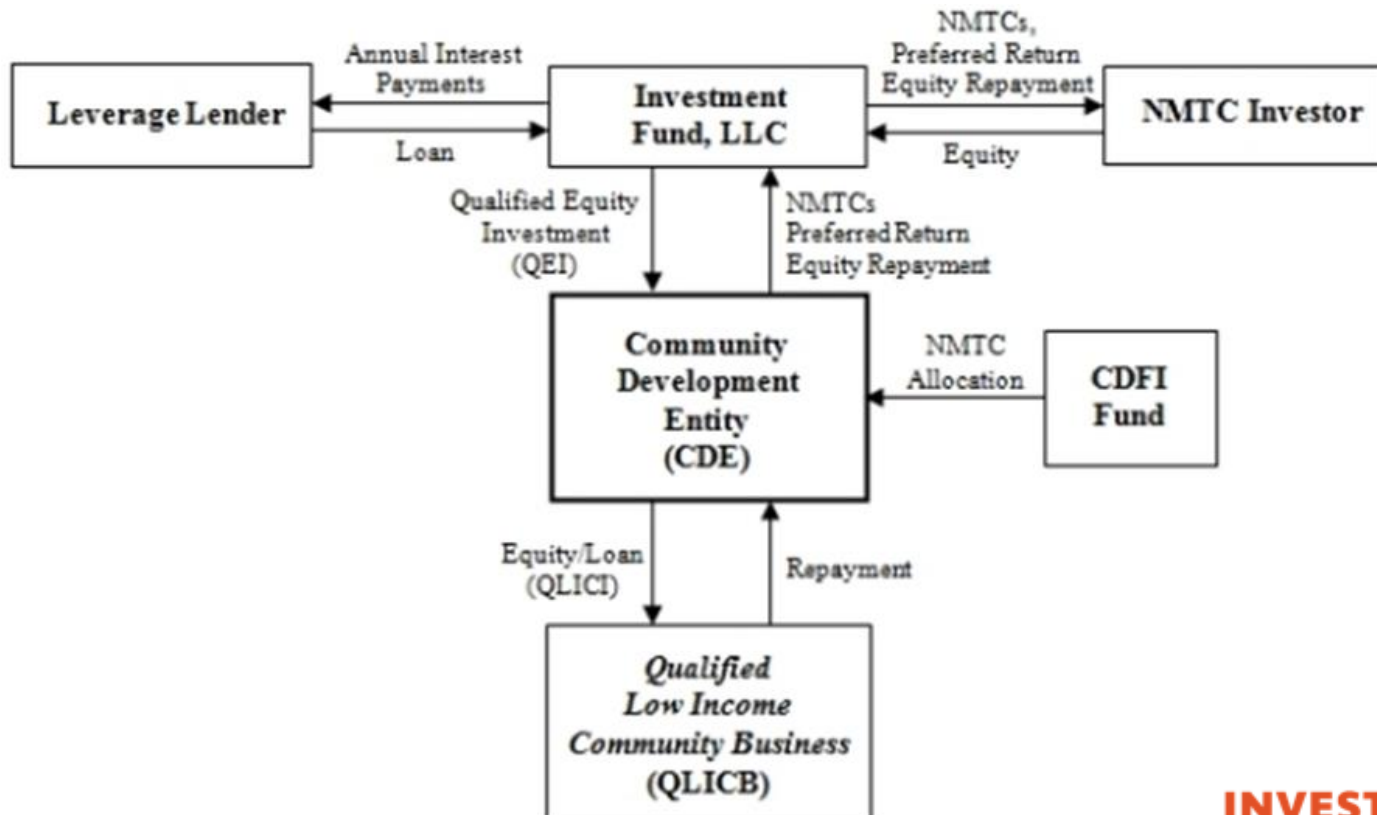 Leverage Lender
Annual Interest
Payments
Loan
Investment
Fund, LLC
NMTCs,
Preferred Return
Equity Repayment
Equity
NMTC Investor
Qualified Equity
Investment
(QEI)
NMTCs
Preferred Return
Equity Repayment
Community
Development
Entity
(CDE)
NMTC
Allocation
CDFI
Fund
Equity/Loan
(QLICI)
Repayment
Qualified
Low Income
Community Business
(QLICB)
INVEST